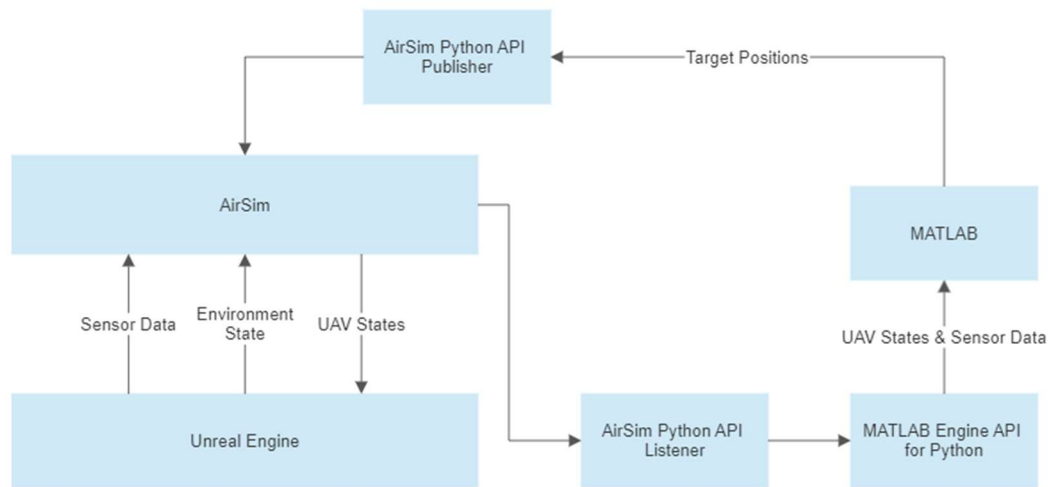 AirSim Python API
Publisher
Target Positions
AirSim
MATLAB
Sensor Data
Environment
State
UAV States
UAV States & Sensor Data
Unreal Engine
AirSim Python API
Listener
MATLAB Engine API
for Python